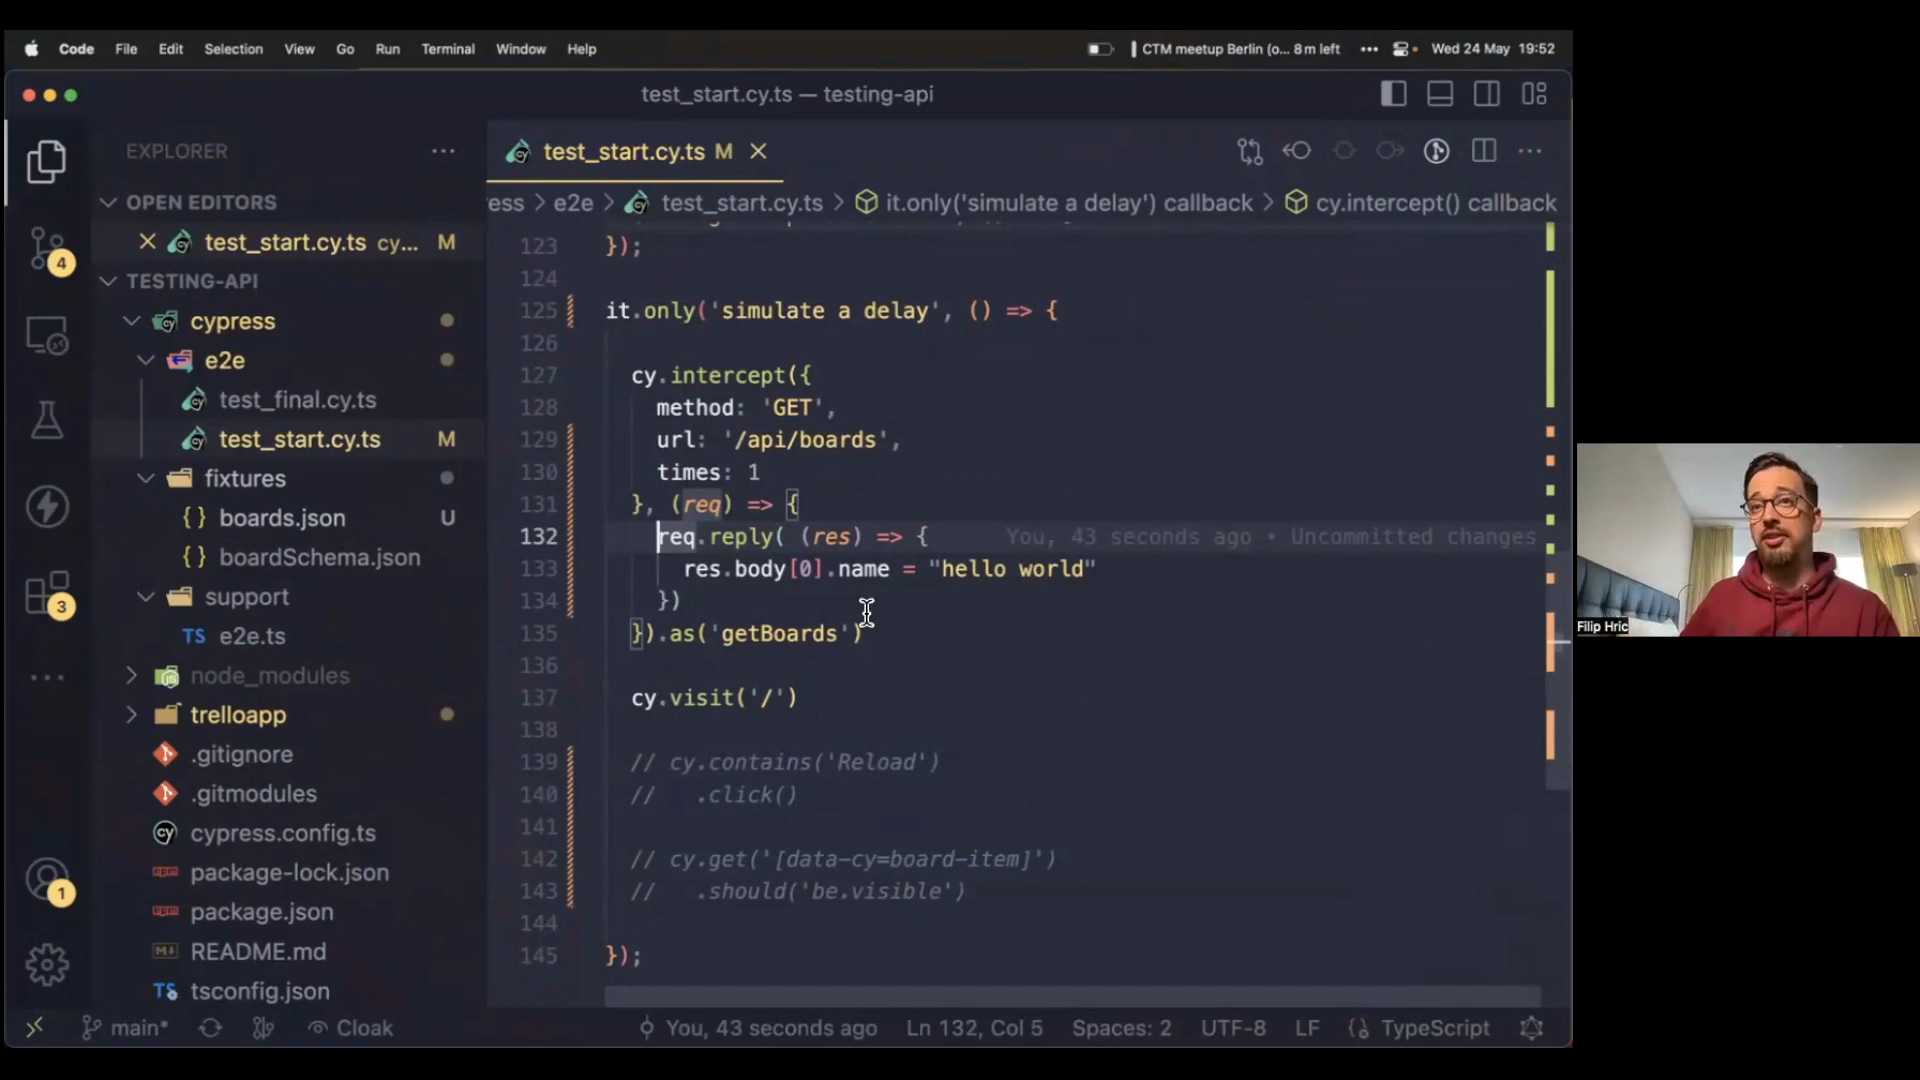 Code File Edit Selection View Go Run Terminal Window Help CTM meetup Berlin (o... 8 m left ••• Wed 24 May 19:52
test_start.cy.ts — testing-api
EXPLORER ...
OPEN EDITORS
test_start.cy.ts cy... M
TESTING-API
cypress
e2e
test_final.cy.ts
test_start.cy.ts M
fixtures
{} boards.json U
{} boardSchema.json
support
TS e2e.ts
node_modules
trelloapp
.gitignore
.gitmodules
cypress.config.ts
package-lock.json
package.json
README.md
TS tsconfig.json
4
3
1
test_start.cy.ts M
ess > e2e > test_start.cy.ts > it.only('simulate a delay') callback > cy.intercept() callback
123 });
124
125 it.only('simulate a delay', () => {
126
127 cy.intercept({
128 method: 'GET',
129 url: '/api/boards',
130 times: 1
131 }, (req) => {
132 req.reply( (res) => { You, 43 seconds ago • Uncommitted changes
133 res.body[0].name = "hello world"
134 })
135 }).as('getBoards')
136
137 cy.visit('/')
138
139 // cy.contains('Reload')
140 // .click()
141
142 // cy.get('[data-cy=board-item]')
143 // .should('be.visible')
144
145 });
main* Cloak You, 43 seconds ago Ln 132, Col 5 Spaces: 2 UTF-8 LF {} TypeScript
Filip Hric